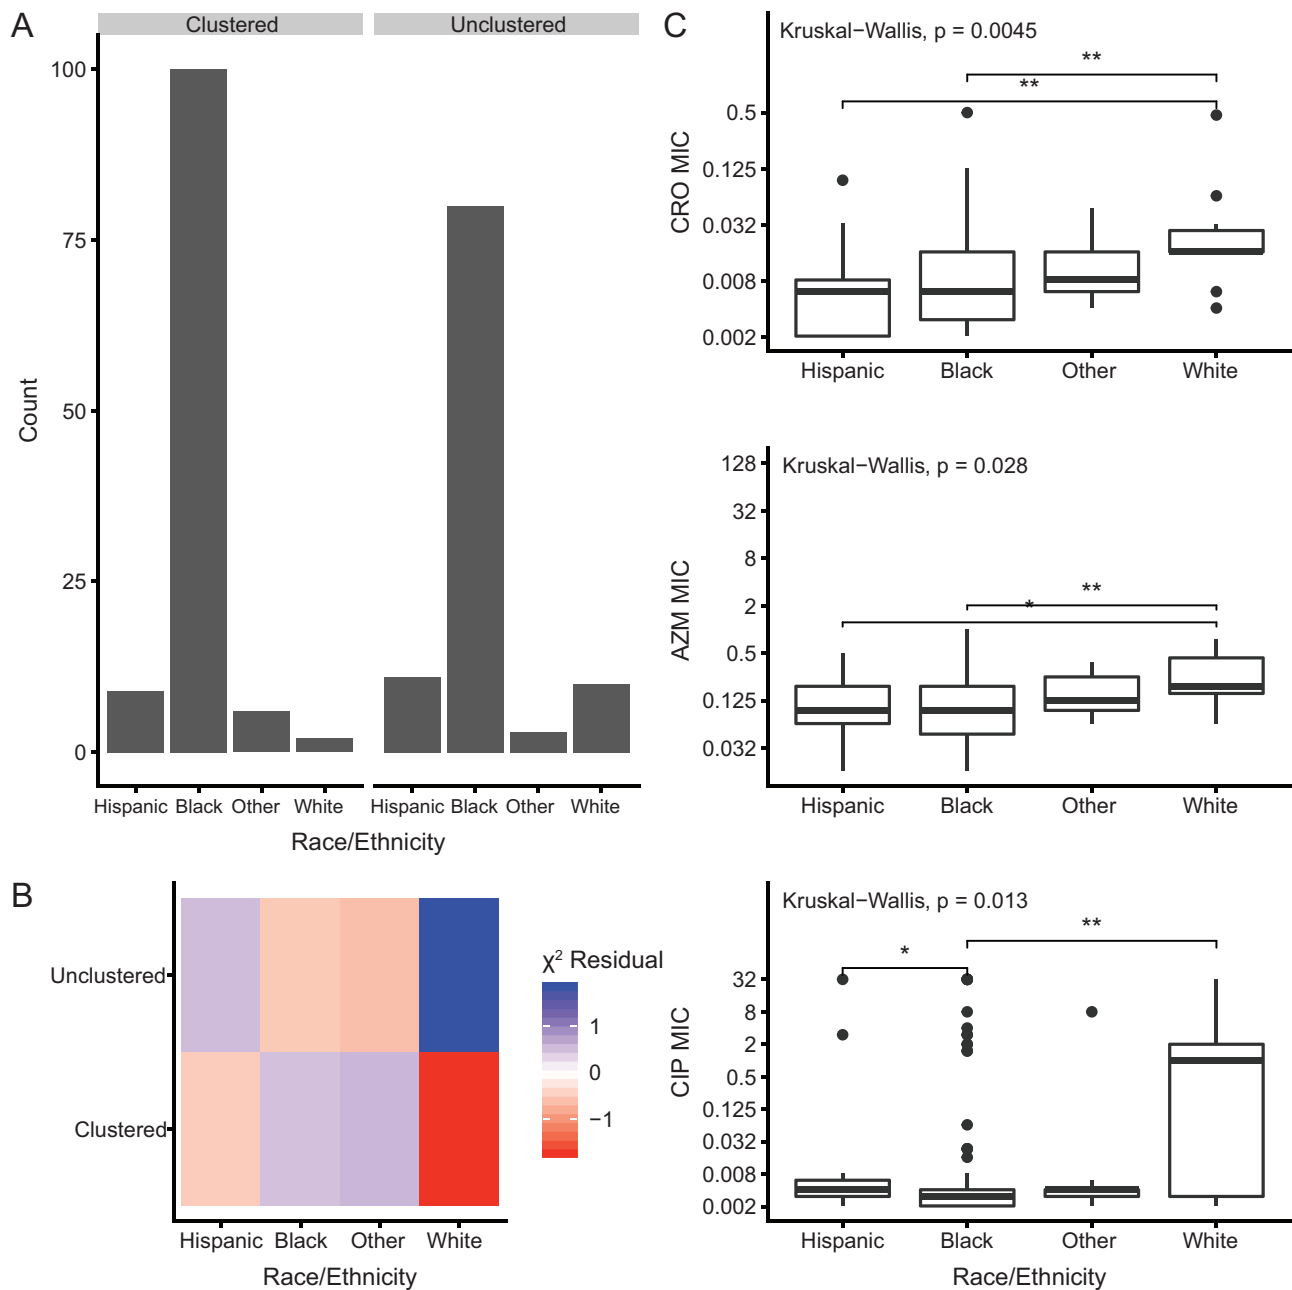 A
Clustered
Unclustered
100
75
50
25
0
Count
Hispanic Black Other White
Hispanic Black Other White
Race/Ethnicity
B
Unclustered
Clustered
Hispanic Black Other White
Race/Ethnicity
χ² Residual
1
0
−1
C
Kruskal−Wallis, p = 0.0045
**
**
0.5
0.125
0.032
0.008
0.002
CRO MIC
Hispanic Black Other White
Kruskal−Wallis, p = 0.028
**
*
128
32
8
2
0.5
0.125
0.032
AZM MIC
Hispanic Black Other White
Kruskal−Wallis, p = 0.013
**
*
32
8
2
0.5
0.125
0.032
0.008
0.002
CIP MIC
Hispanic Black Other White
Race/Ethnicity